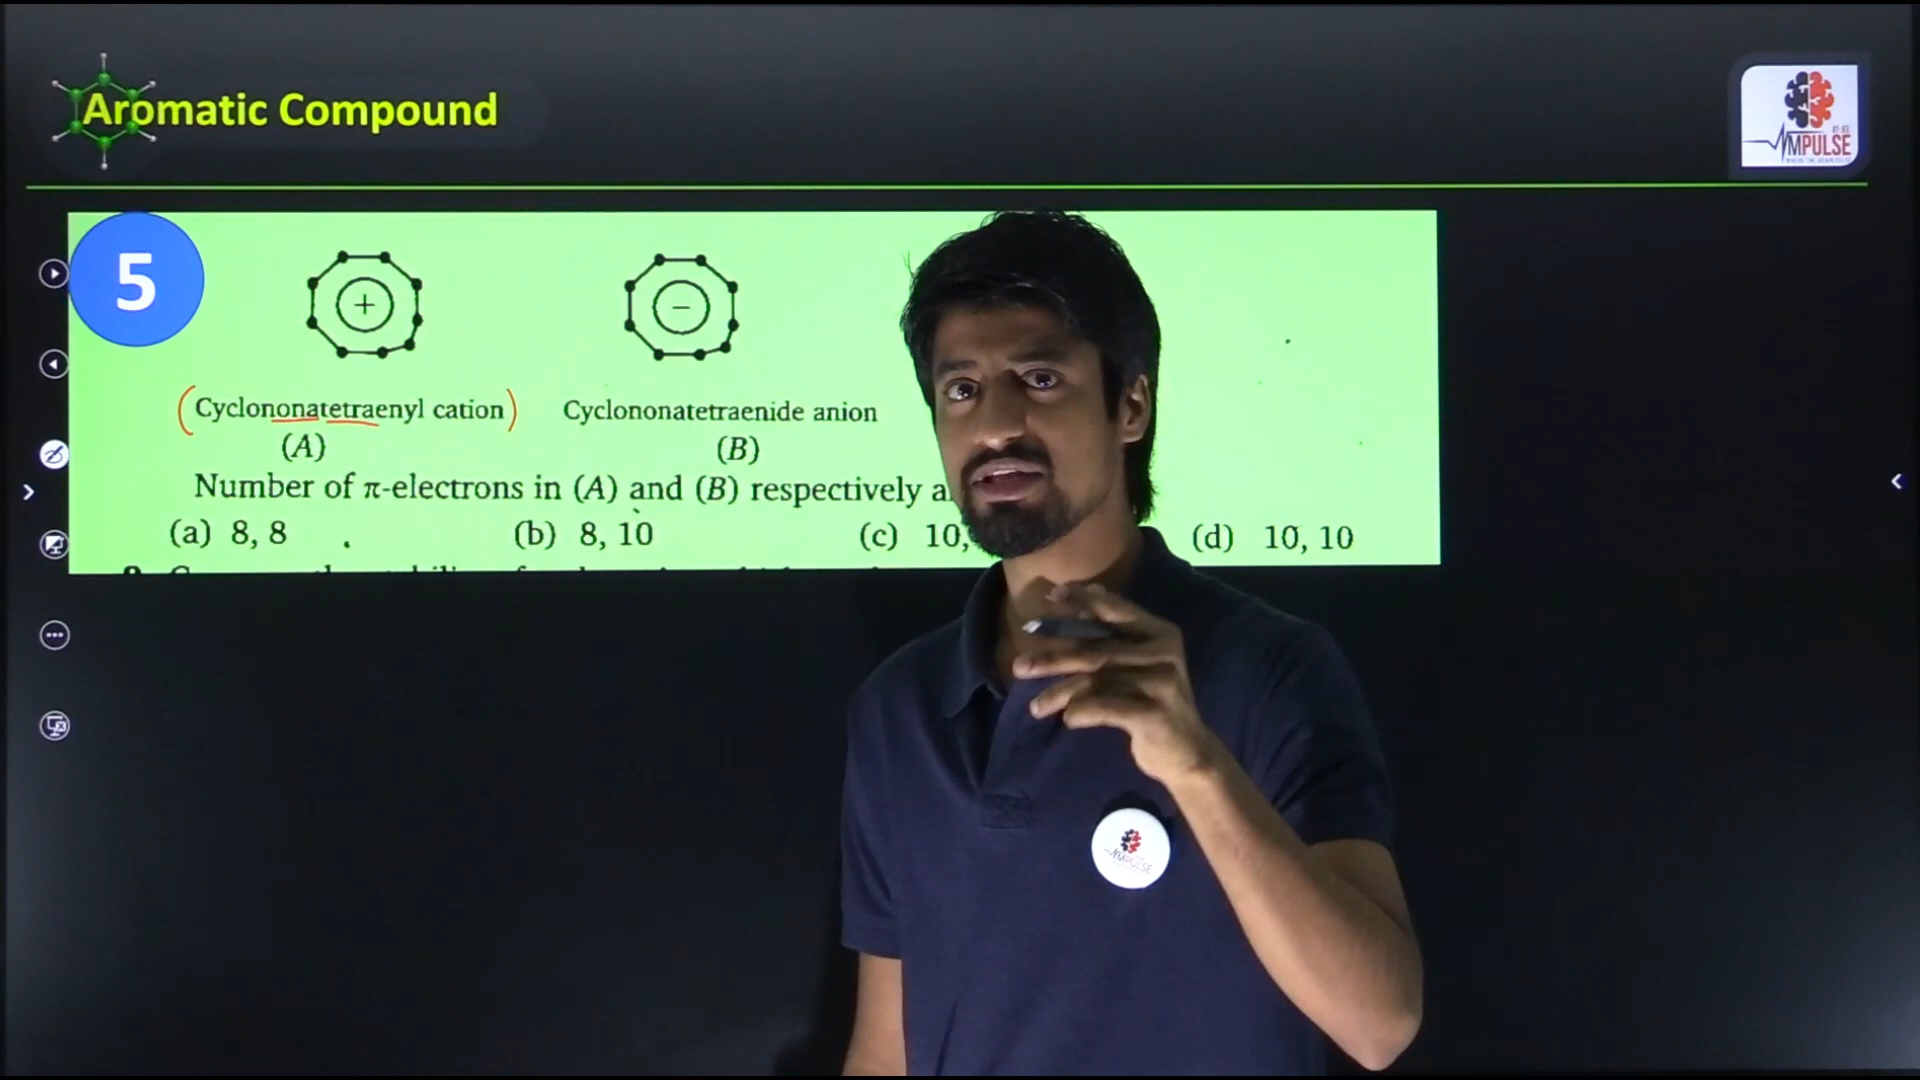 Aromatic Compound
MPULSE
5
+
−
(Cyclononatetraenyl cation)
Cyclononatetraenide anion
(A)
(B)
Number of π-electrons in (A) and (B) respectively
(a) 8, 8
(b) 8, 10
(c) 10,
(d) 10, 10
MPULSE